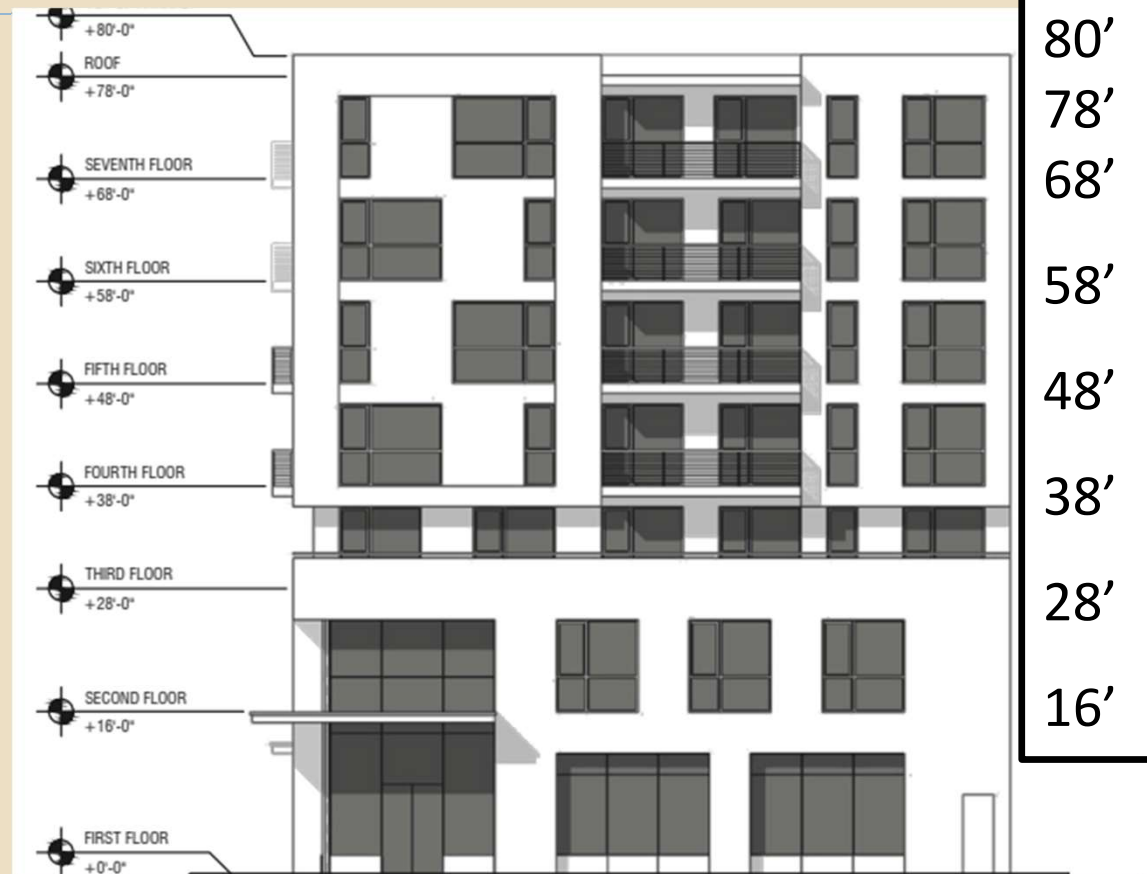 +80'-0"
ROOF
+78'-0"
SEVENTH FLOOR
+68'-0"
SIXTH FLOOR
+58'-0"
FIFTH FLOOR
+48'-0"
FOURTH FLOOR
+38'-0"
THIRD FLOOR
+28'-0"
SECOND FLOOR
+16'-0"
FIRST FLOOR
+0'-0"
80’
78’
68’
58’
48’
38’
28’
16’